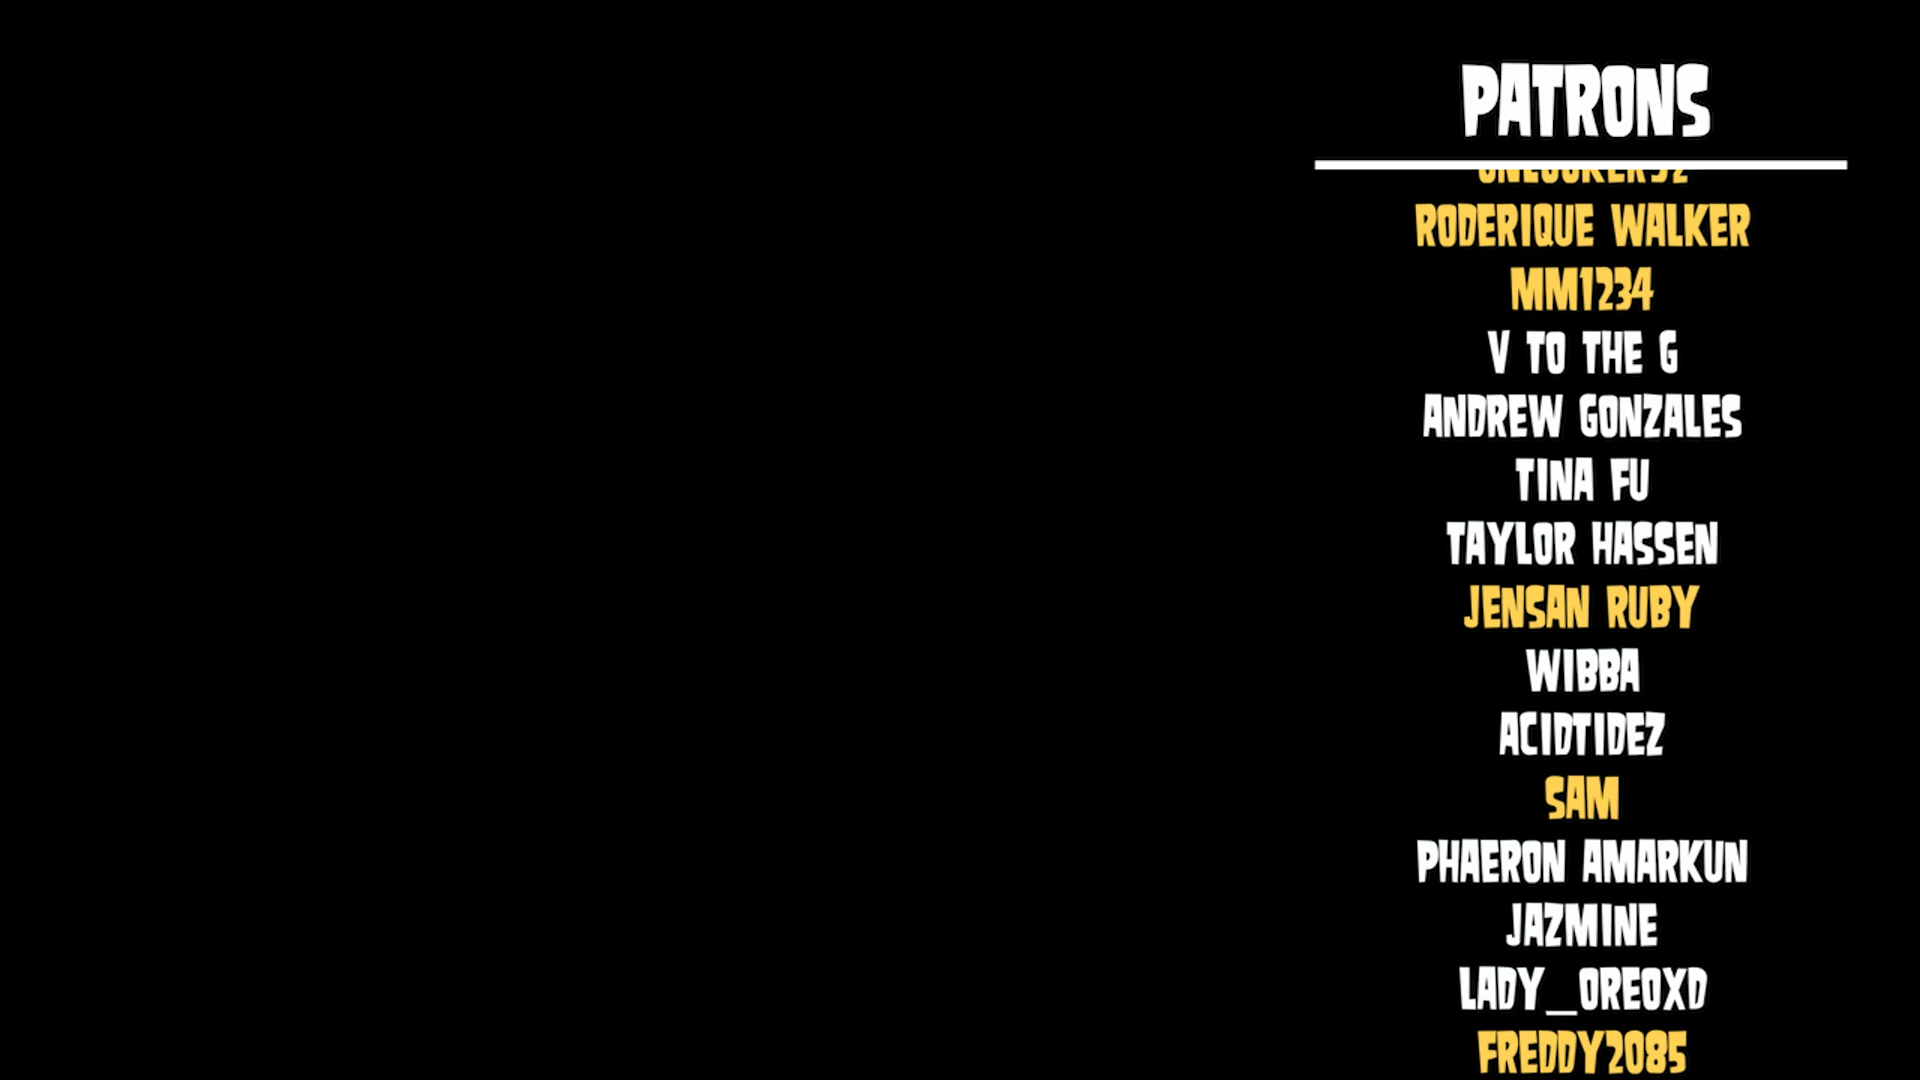 PATRONS
RODERIQUE WALKER
MM1234
V TO THE G
ANDREW GONZALES
TINA FU
TAYLOR HASSEN
JENSAN RUBY
WIBBA
ACIDTIDEZ
SAM
PHAERON AMARKUN
JAZMINE
LADY_OREOXD
FREDDY2085